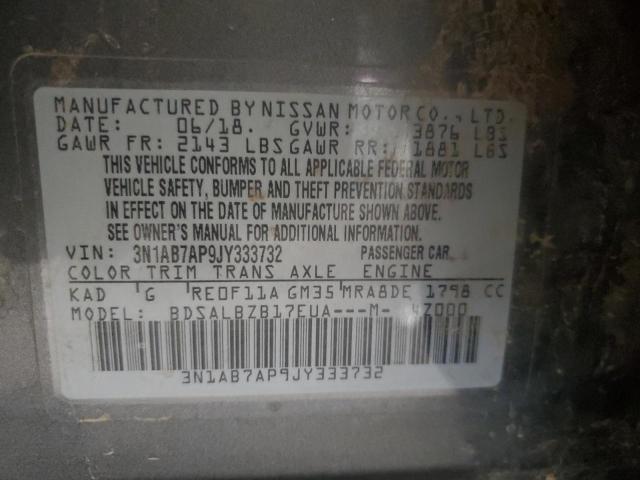 MANUFACTURED BY NISSAN MOTOR CO., LTD.
DATE: 06/18. GVWR: 3876 LBS
GAWR FR: 2143 LBS GAWR RR: 1881 LBS
THIS VEHICLE CONFORMS TO ALL APPLICABLE FEDERAL MOTOR
VEHICLE SAFETY, BUMPER AND THEFT PREVENTION STANDARDS
IN EFFECT ON THE DATE OF MANUFACTURE SHOWN ABOVE.
SEE OWNER'S MANUAL FOR ADDITIONAL INFORMATION.
VIN: 3N1AB7AP9JY333732 PASSENGER CAR
COLOR TRIM TRANS AXLE ENGINE
KAD G RE0F11A GM35 MRA8DE 1798 CC
MODEL: BDSALBZB17EUA---M- 4Z000
3N1AB7AP9JY333732